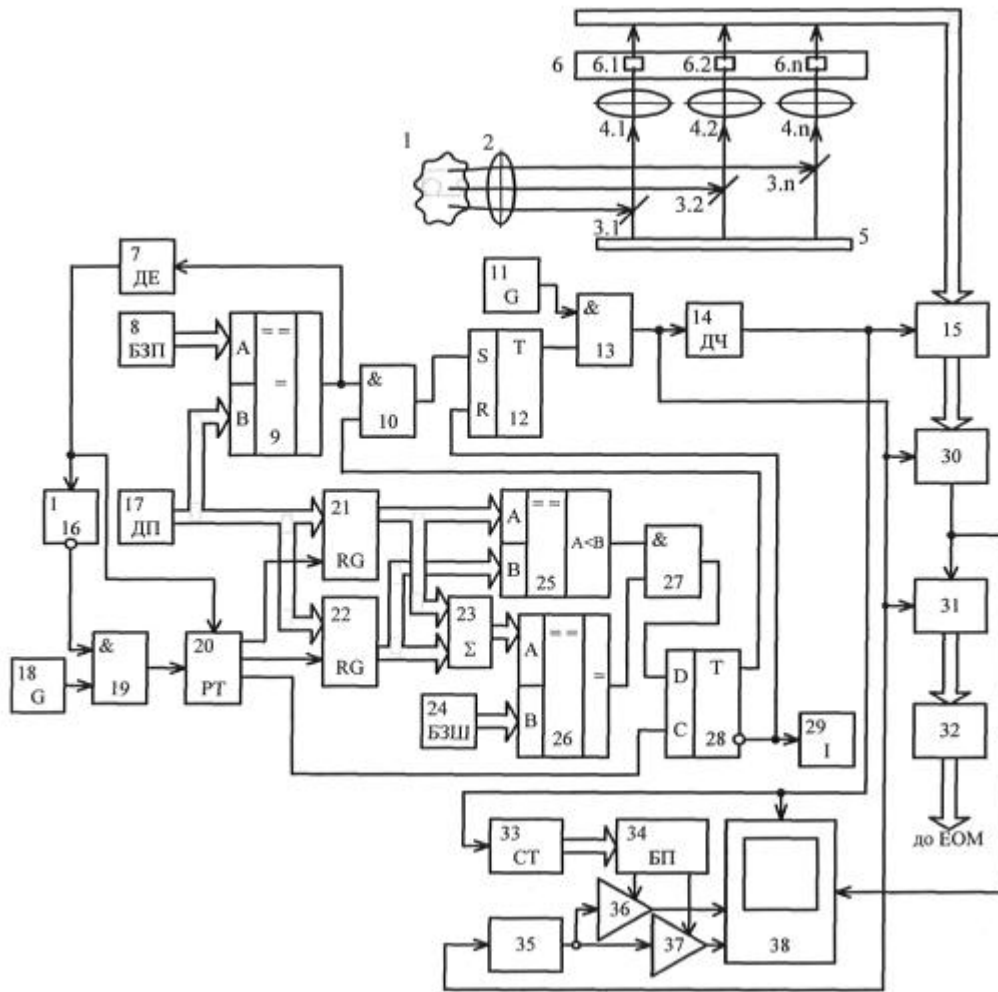 6
6.1
6.2
6.n
4.1
4.2
4.n
1
2
3.1
3.2
3.n
5
7
ДЕ
11
G
8
БЗП
A
B
= =
=
9
&
10
S
R
T
12
&
13
14
ДЧ
15
30
1
16
17
ДП
21
RG
22
RG
23
Σ
A
B
= =
A<B
25
&
27
31
18
G
&
19
20
РТ
24
БЗШ
A
B
= =
=
26
D
C
T
28
29
I
32
до ЕОМ
33
СТ
34
БП
35
36
37
38